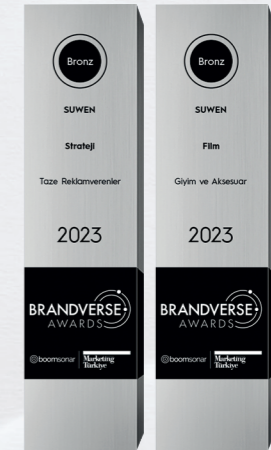 Bronz
SUWEN
Strateji
Taze Reklamverenler
2023
BRANDVERSE
AWARDS
boomsonar
Marketing
Türkiye
Bronz
SUWEN
Film
Giyim ve Aksesuar
2023
BRANDVERSE
AWARDS
boomsonar
Marketing
Türkiye